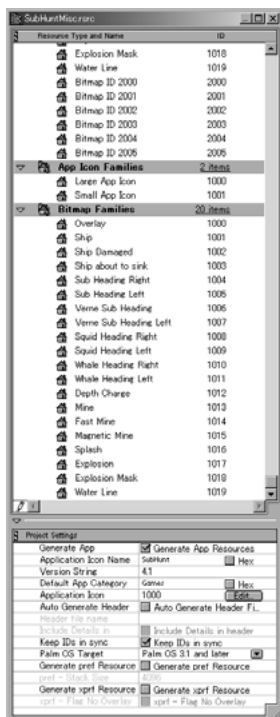 SubHuntMisc.rsrc
Resource Type and Name ID
Explosion Mask 1018
Water Line 1019
Bitmap ID 2000 2000
Bitmap ID 2001 2001
Bitmap ID 2002 2002
Bitmap ID 2003 2003
Bitmap ID 2004 2004
Bitmap ID 2005 2005
App Icon Families 2 items
Large App Icon 1000
Small App Icon 1001
Bitmap Families 20 items
Overlay 1000
Ship 1001
Ship Damaged 1002
Ship about to sink 1003
Sub Heading Right 1004
Sub Heading Left 1005
Verne Sub Heading 1006
Verne Sub Heading Left 1007
Squid Heading Right 1008
Squid Heading Left 1009
Whale Heading Right 1010
Whale Heading Left 1011
Depth Charge 1012
Mine 1013
Fast Mine 1014
Magnetic Mine 1015
Splash 1016
Explosion 1017
Explosion Mask 1018
Water Line 1019
Project Settings
Generate App Generate App Resources
Application Icon Name SubHunt Hex
Version String 4.1
Default App Category Games Hex
Application Icon 1000 Edit...
Auto Generate Header Auto Generate Header Fi...
Header file name
Include Details in Include Details in header
Keep IDs in sync Keep IDs in sync
Palm OS Target Palm OS 3.1 and later
Generate pref Resource Generate pref Resource
pref - Stack Size 4096
Generate xprf Resource Generate xprf Resource
xprf - Flag No Overlay xprf - Flag No Overlay